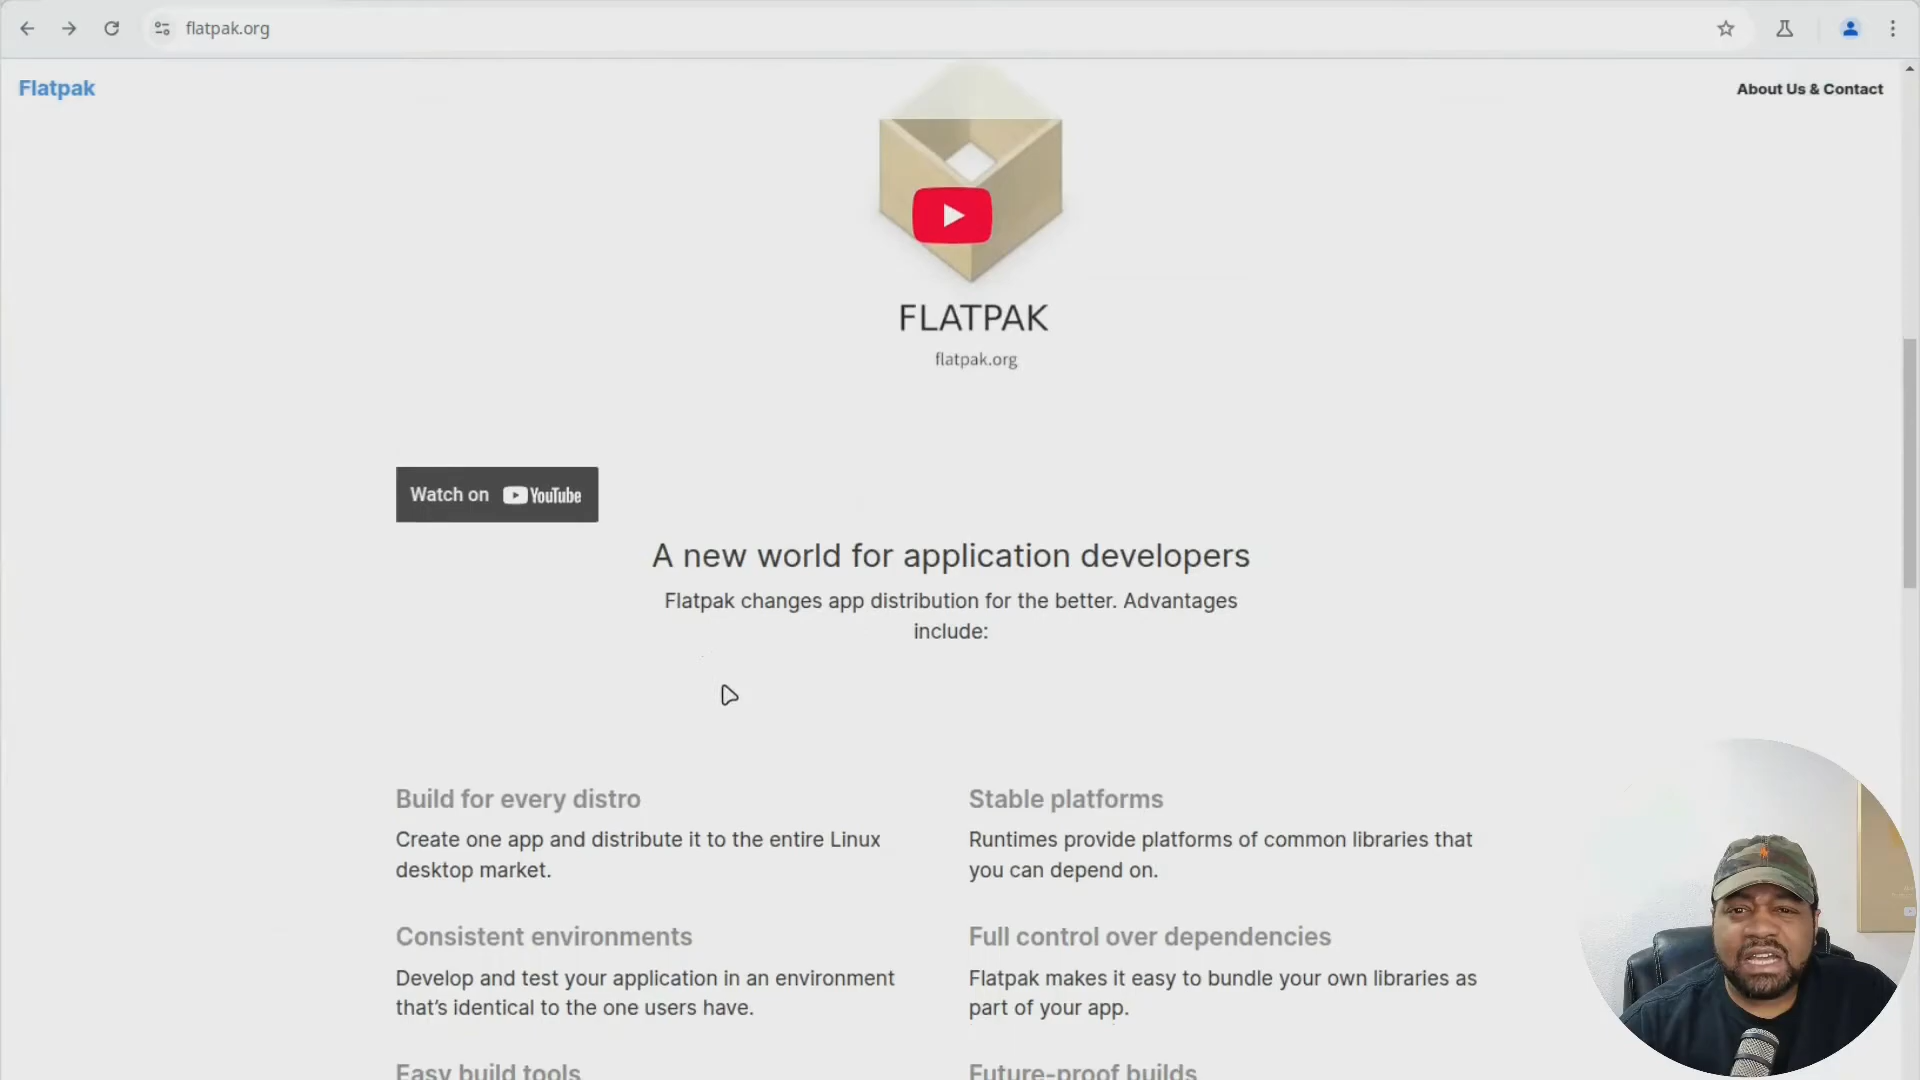 flatpak.org
Flatpak
About Us & Contact
FLATPAK
flatpak.org
Watch on YouTube
A new world for application developers
Flatpak changes app distribution for the better. Advantages
include:
Build for every distro
Create one app and distribute it to the entire Linux
desktop market.
Stable platforms
Runtimes provide platforms of common libraries that
you can depend on.
Consistent environments
Develop and test your application in an environment
that’s identical to the one users have.
Full control over dependencies
Flatpak makes it easy to bundle your own libraries as
part of your app.
Easy build tools
Future-proof builds